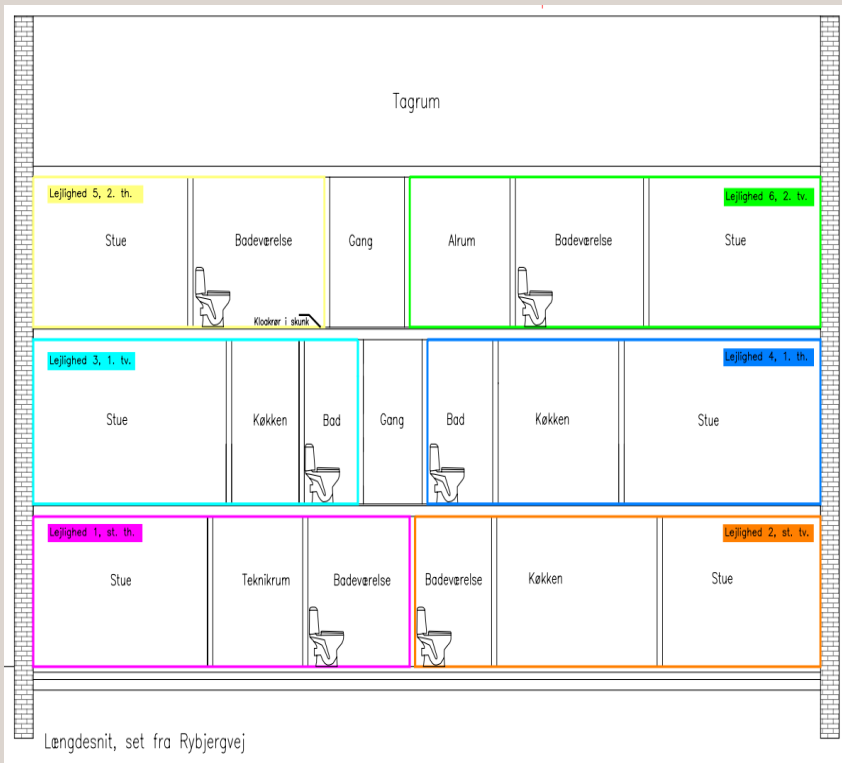 Tagrum
Lejlighed 5, 2. th.
Lejlighed 6, 2. tv.
Stue
Badeværelse
Gang
Alrum
Badeværelse
Stue
Kloakrør i skunk
Lejlighed 3, 1. tv.
Lejlighed 4, 1. th.
Stue
Køkken
Bad
Gang
Bad
Køkken
Stue
Lejlighed 1, st. th.
Lejlighed 2, st. tv.
Stue
Teknikrum
Badeværelse
Badeværelse
Køkken
Stue
Længdesnit, set fra Rybjergvej